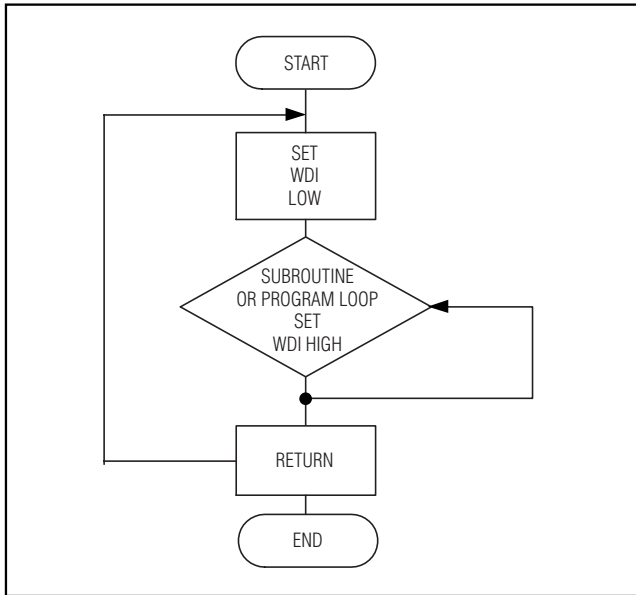 START
SET
WDI
LOW
SUBROUTINE
OR PROGRAM LOOP
SET
WDI HIGH
RETURN
END